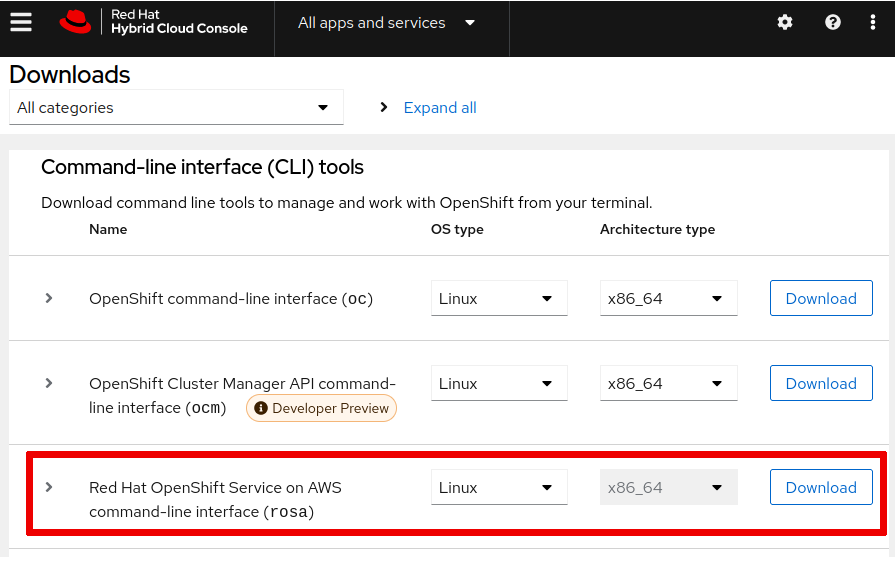 Red Hat
Hybrid Cloud Console
All apps and services
Downloads
All categories
Expand all
Command-line interface (CLI) tools
Download command line tools to manage and work with OpenShift from your terminal.
Name OS type Architecture type
OpenShift command-line interface (oc) Linux x86_64 Download
OpenShift Cluster Manager API command-
line interface (ocm) Developer Preview Linux x86_64 Download
Red Hat OpenShift Service on AWS
command-line interface (rosa) Linux x86_64 Download